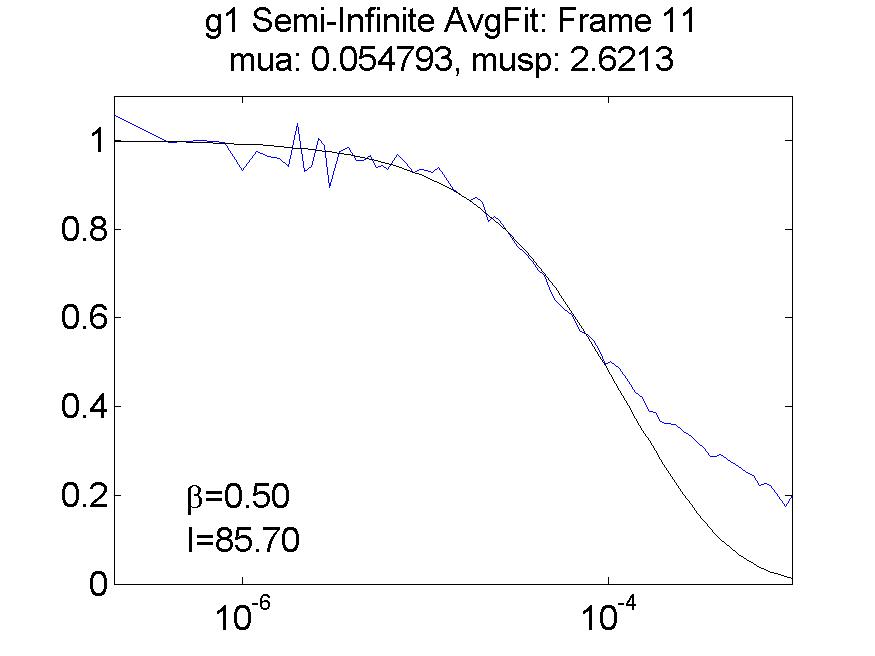 g1 Semi-Infinite AvgFit: Frame 11
mua: 0.054793, musp: 2.6213
1
0.8
0.6
0.4
0.2
0
β=0.50
I=85.70
10^-6
10^-4